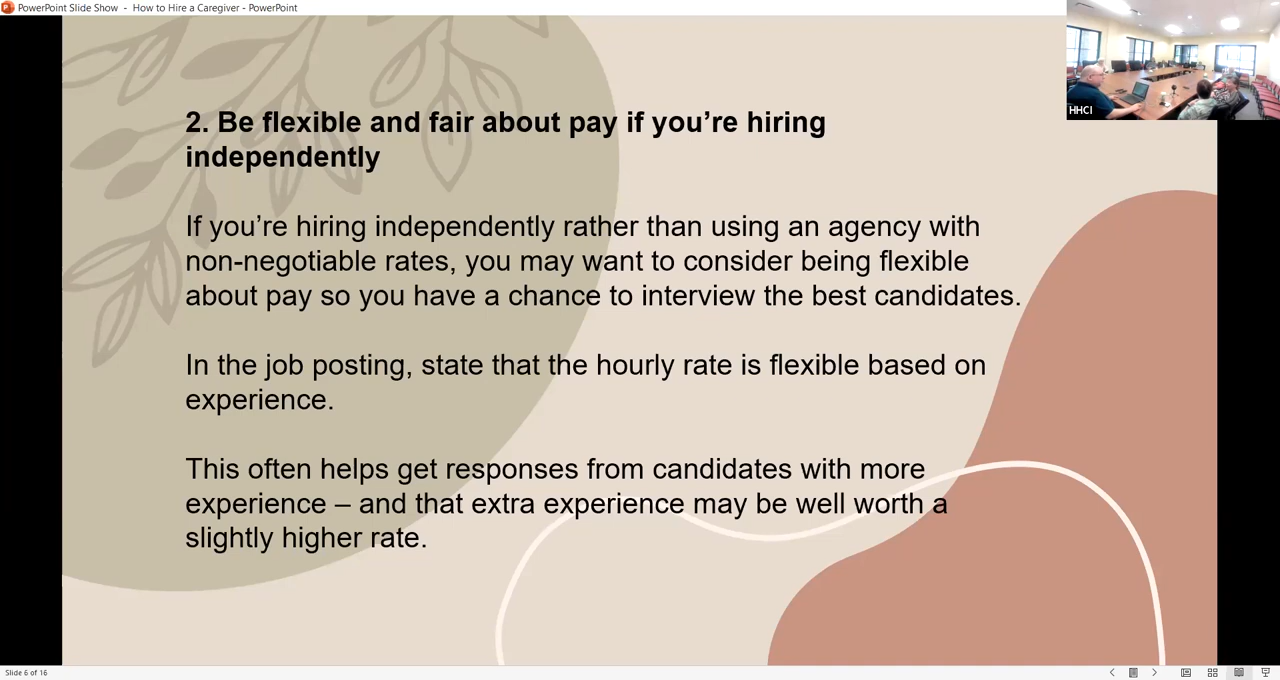 PowerPoint Slide Show - How to Hire a Caregiver - PowerPoint
HHCI
2. Be flexible and fair about pay if you’re hiring
independently
If you’re hiring independently rather than using an agency with
non-negotiable rates, you may want to consider being flexible
about pay so you have a chance to interview the best candidates.
In the job posting, state that the hourly rate is flexible based on
experience.
This often helps get responses from candidates with more
experience – and that extra experience may be well worth a
slightly higher rate.
Slide 6 of 16